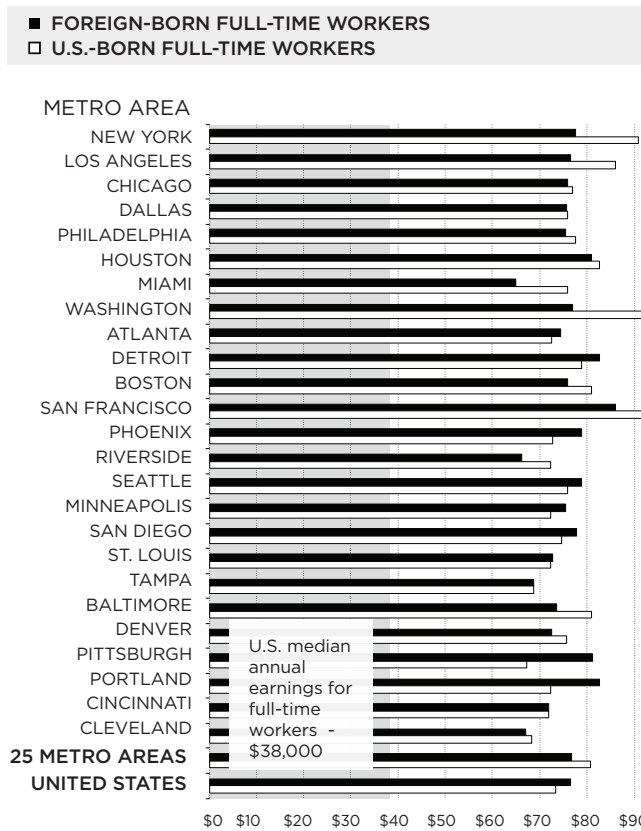 FOREIGN-BORN FULL-TIME WORKERS
U.S.-BORN FULL-TIME WORKERS
METRO AREA
NEW YORK
LOS ANGELES
CHICAGO
DALLAS
PHILADELPHIA
HOUSTON
MIAMI
WASHINGTON
ATLANTA
DETROIT
BOSTON
SAN FRANCISCO
PHOENIX
RIVERSIDE
SEATTLE
MINNEAPOLIS
SAN DIEGO
ST. LOUIS
TAMPA
BALTIMORE
DENVER
PITTSBURGH
PORTLAND
CINCINNATI
CLEVELAND
25 METRO AREAS
UNITED STATES
U.S. median
annual
earnings for
full-time
workers -
$38,000
$0 $10 $20 $30 $40 $50 $60 $70 $80 $90